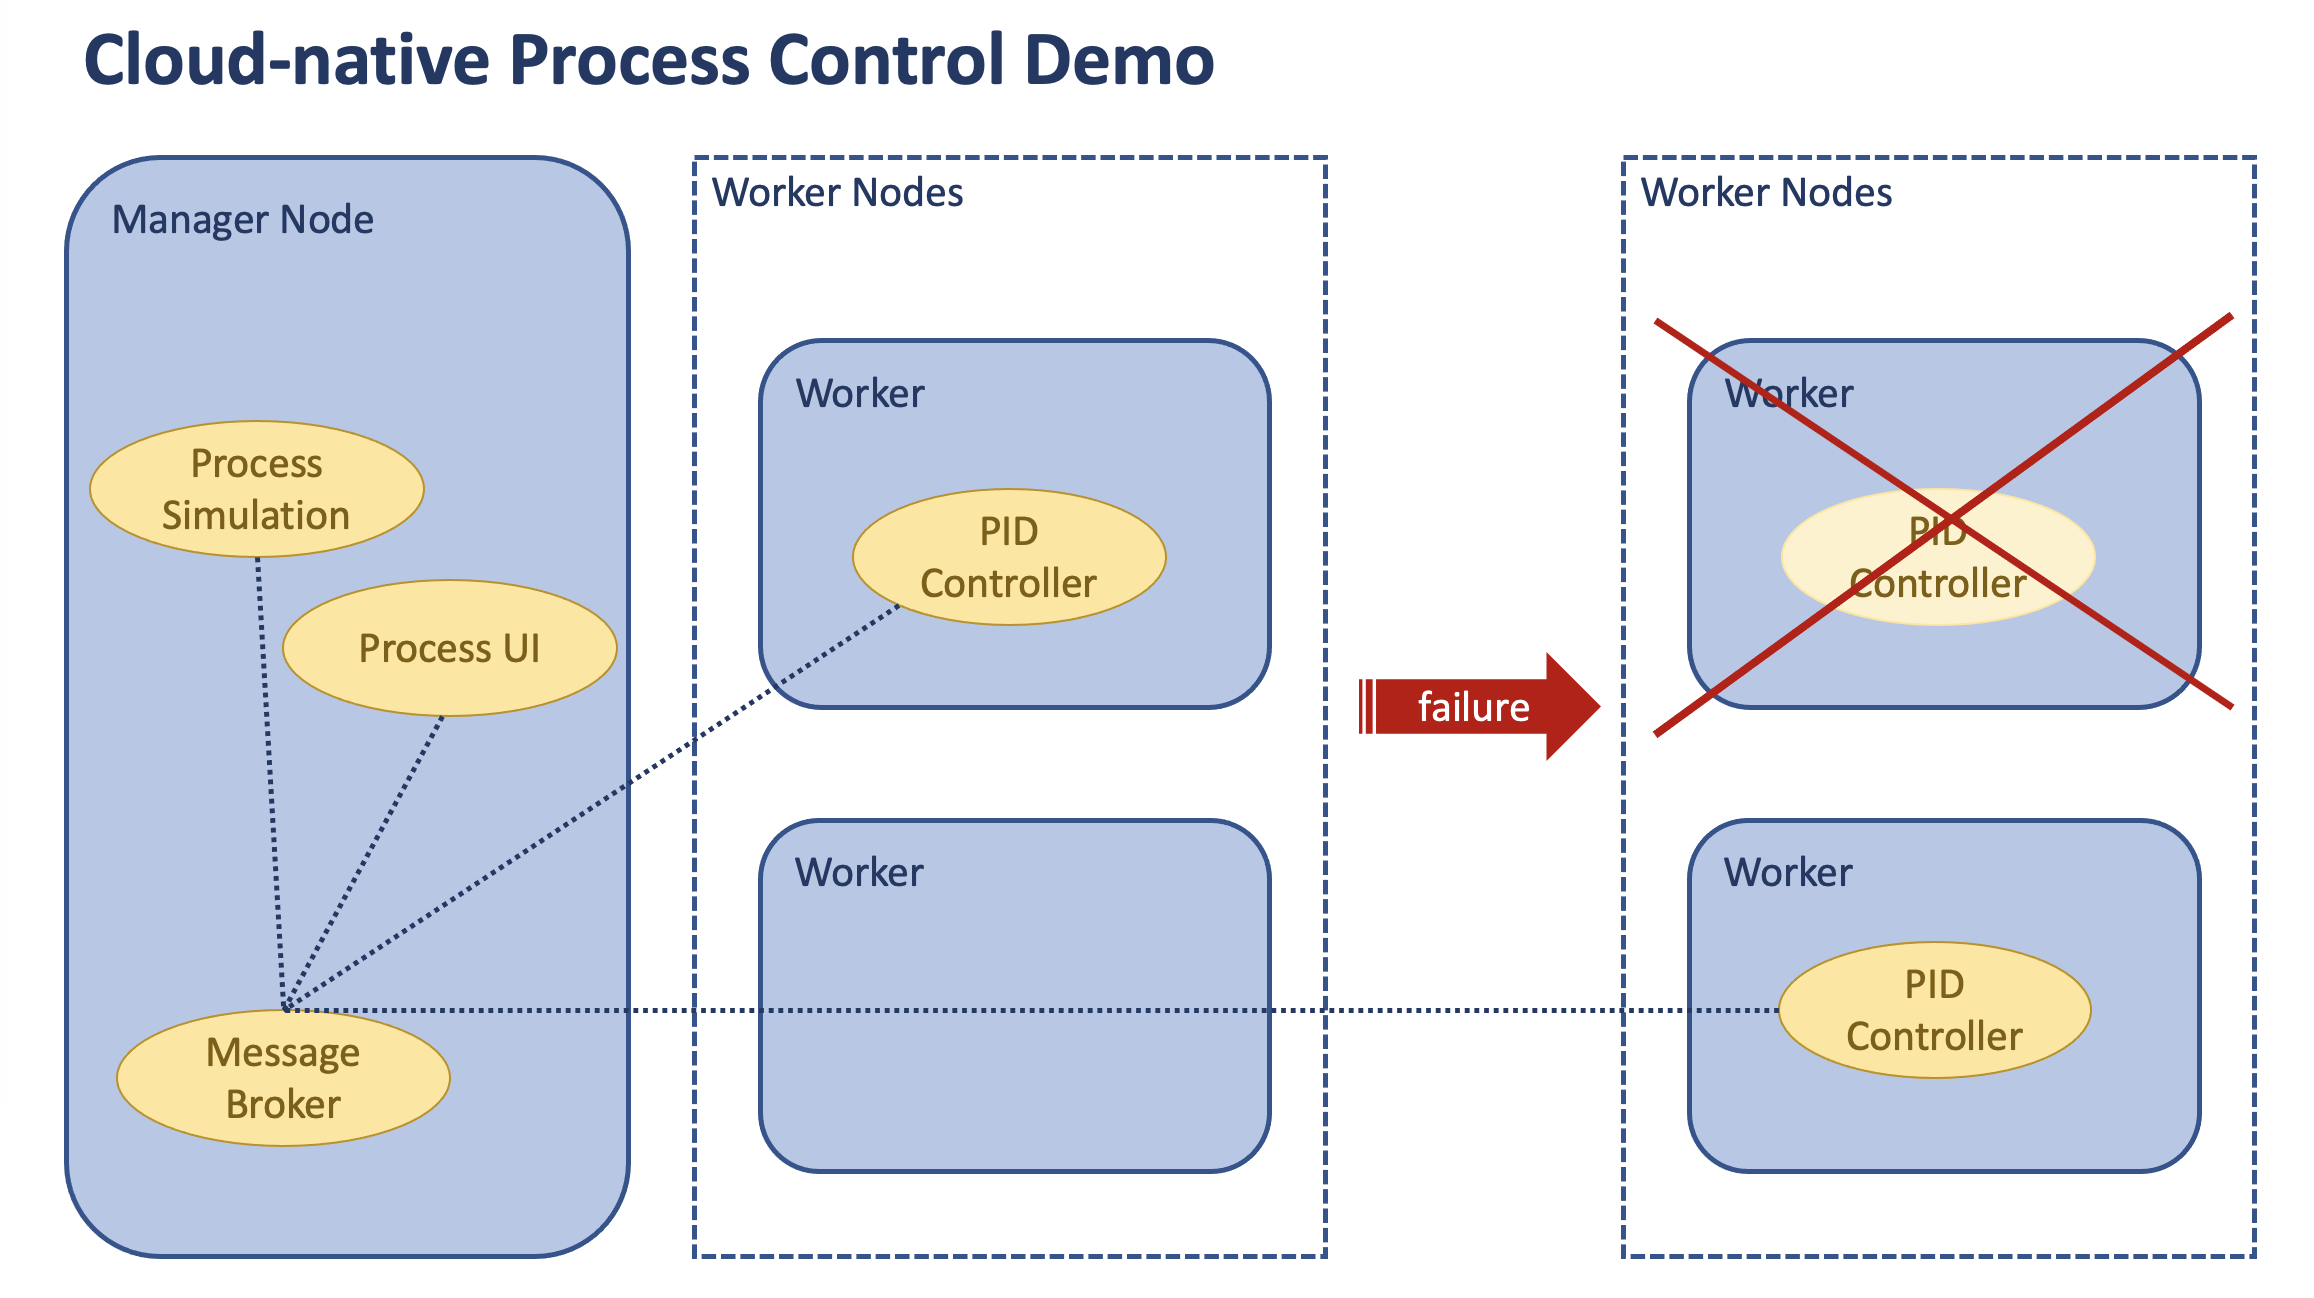 Cloud-native Process Control Demo
Manager Node
Process
Simulation
Process UI
Message
Broker
Worker Nodes
Worker
PID
Controller
Worker
failure
Worker Nodes
Worker
PID
Controller
Worker
PID
Controller